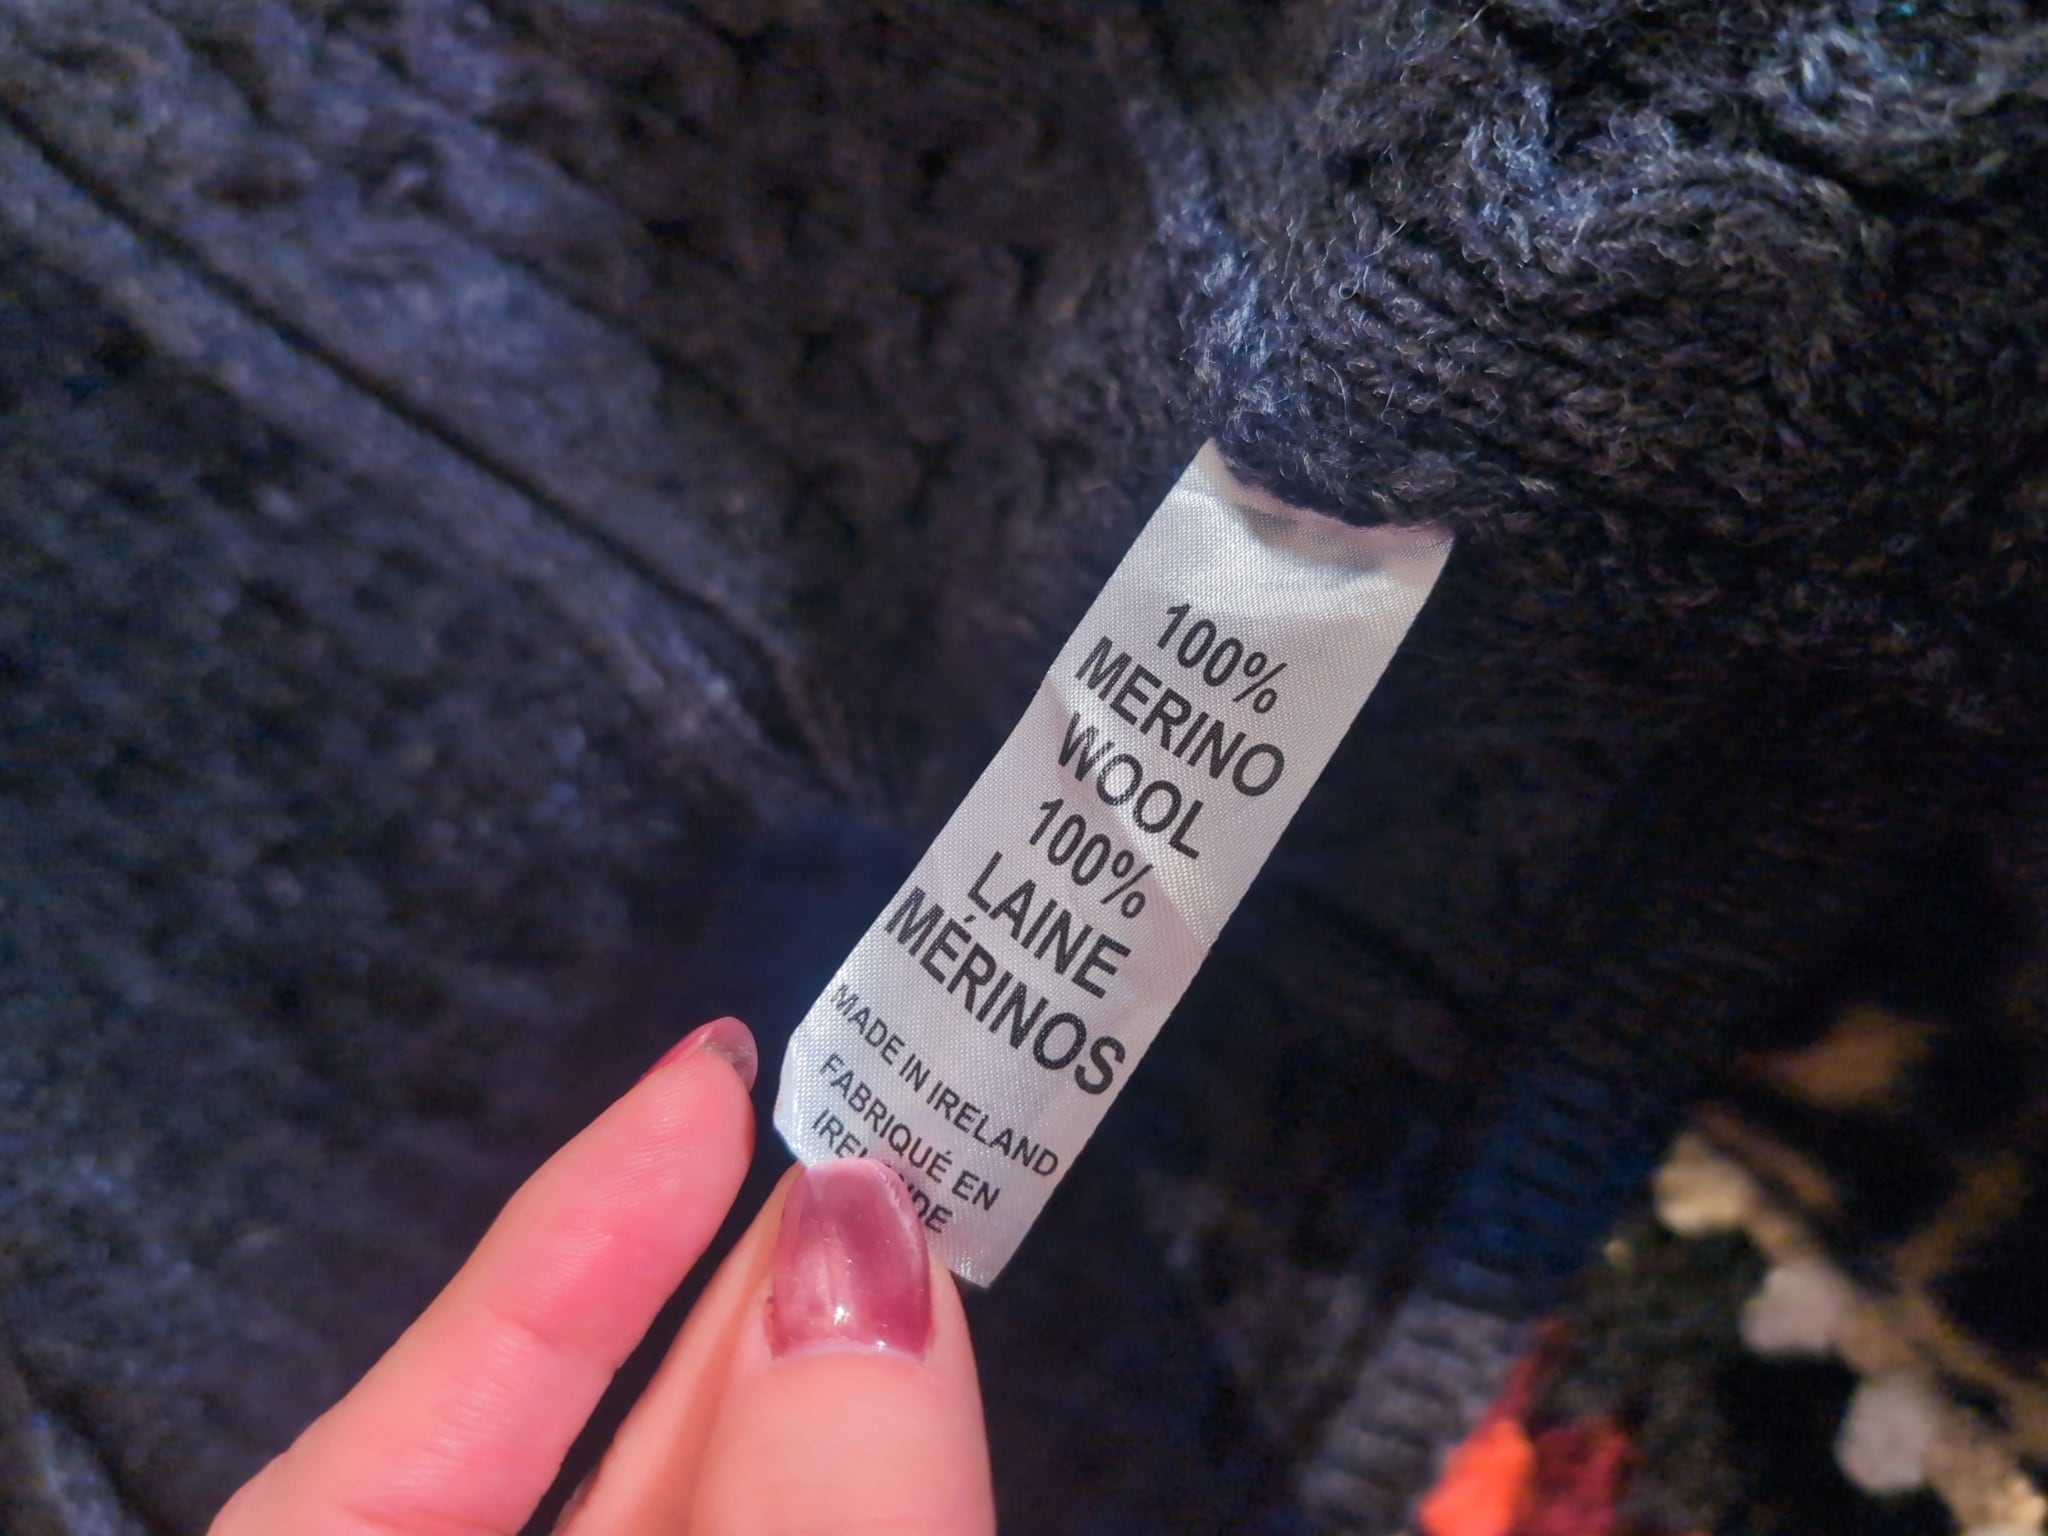 100%
MERINO
WOOL
100%
LAINE
MÉRINOS
MADE IN IRELAND
FABRIQUÉ EN